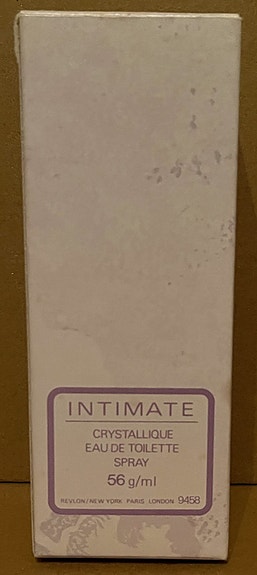 INTIMATE
CRYSTALLIQUE
EAU DE TOILETTE
SPRAY
56 g/ml
REVLON/NEW YORK PARIS LONDON 9458